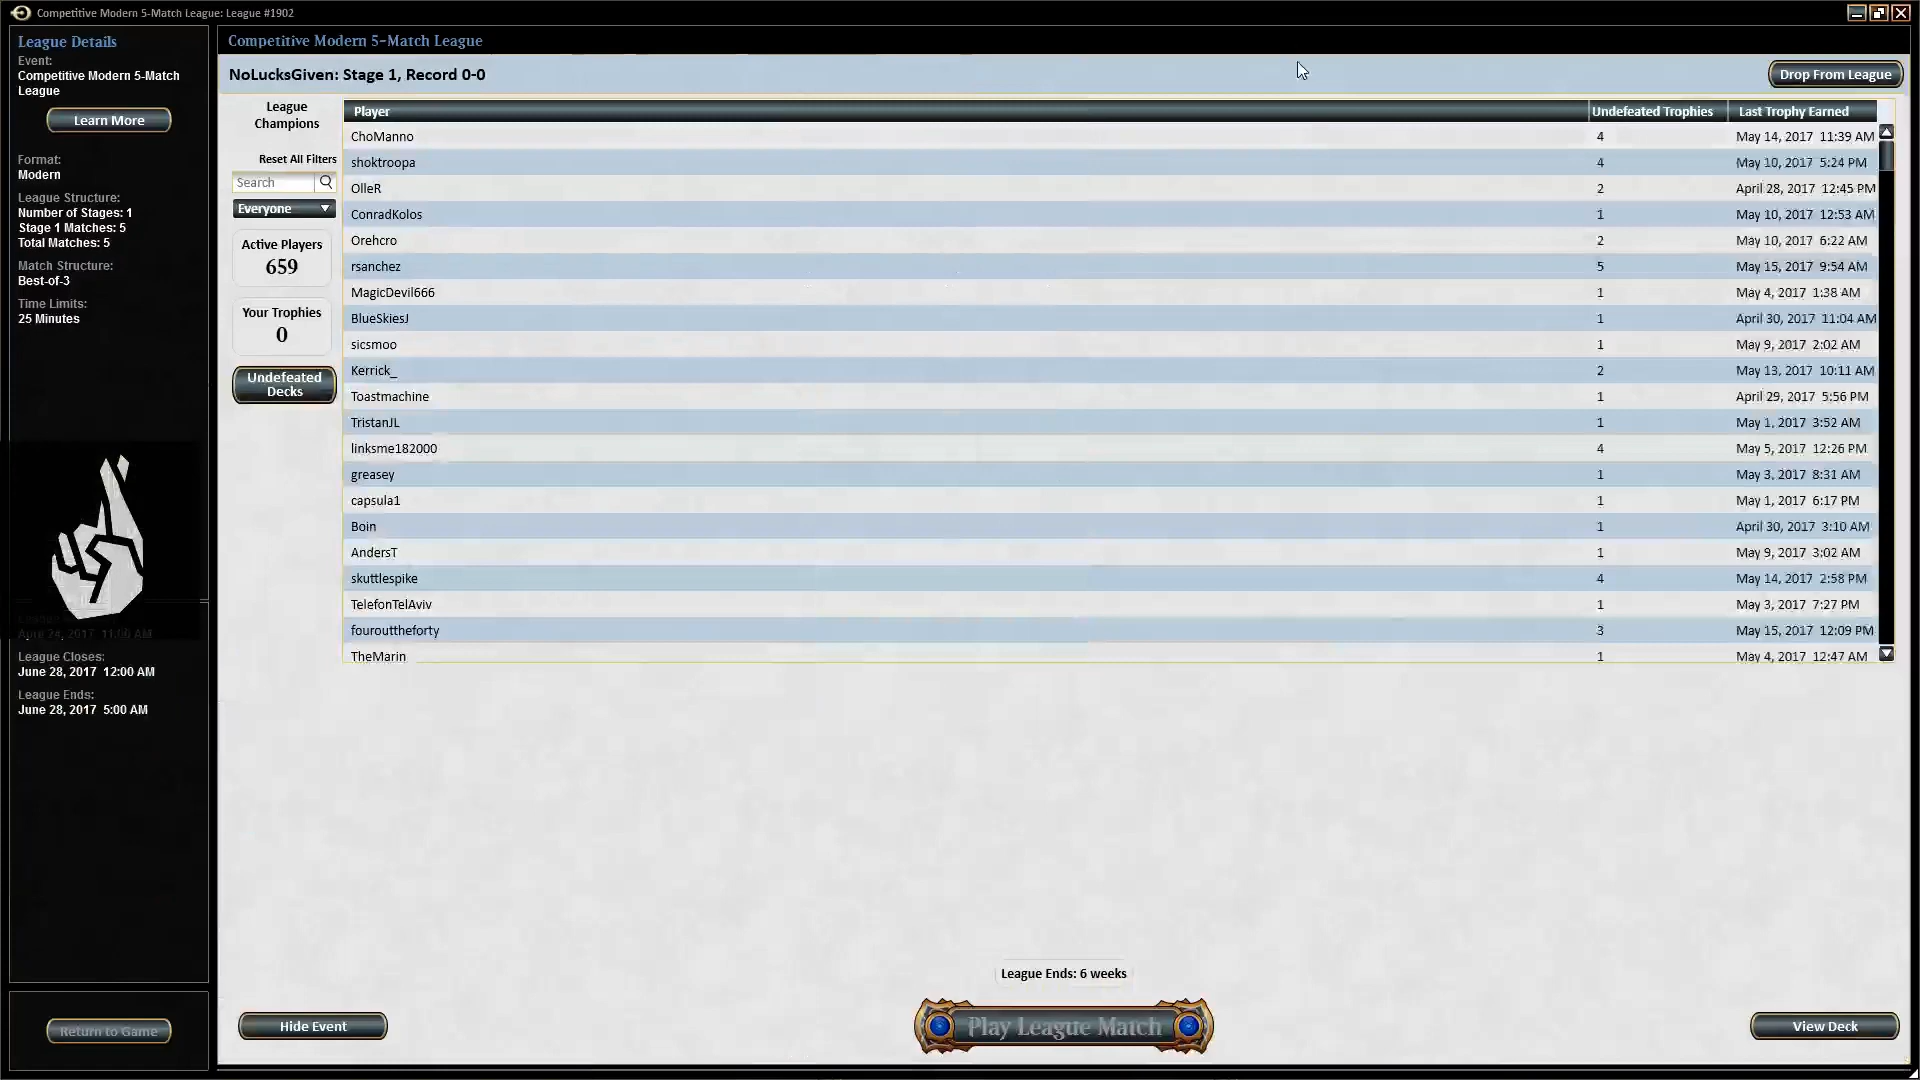 Competitive Modern 5-Match League: League #1902
League Details
Event:
Competitive Modern 5-Match
League
Learn More
Format:
Modern
League Structure:
Number of Stages: 1
Stage 1 Matches: 5
Total Matches: 5
Match Structure:
Best-of-3
Time Limits:
25 Minutes
April 24, 2017 11:00 AM
League Closes:
June 28, 2017 12:00 AM
League Ends:
June 28, 2017 5:00 AM
Return to Game
Competitive Modern 5-Match League
NoLucksGiven: Stage 1, Record 0-0
Drop From League
League
Champions
Reset All Filters
Search
Everyone
Active Players
659
Your Trophies
0
Undefeated
Decks
Player Undefeated Trophies Last Trophy Earned
ChoManno 4 May 14, 2017 11:39 AM
shoktroopa 4 May 10, 2017 5:24 PM
OlleR 2 April 28, 2017 12:45 PM
ConradKolos 1 May 10, 2017 12:53 AM
Orehcro 2 May 10, 2017 6:22 AM
rsanchez 5 May 15, 2017 9:54 AM
MagicDevil666 1 May 4, 2017 1:38 AM
BlueSkiesJ 1 April 30, 2017 11:04 AM
sicsmoo 1 May 9, 2017 2:02 AM
Kerrick_ 2 May 13, 2017 10:11 AM
Toastmachine 1 April 29, 2017 5:56 PM
TristanJL 1 May 1, 2017 3:52 AM
linksme182000 4 May 5, 2017 12:26 PM
greasey 1 May 3, 2017 8:31 AM
capsula1 1 May 1, 2017 6:17 PM
Boin 1 April 30, 2017 3:10 AM
AndersT 1 May 9, 2017 3:02 AM
skuttlespike 4 May 14, 2017 2:58 PM
TelefonTelAviv 1 May 3, 2017 7:27 PM
fourouttheforty 3 May 15, 2017 12:09 PM
TheMarin 1 May 4, 2017 12:47 AM
League Ends: 6 weeks
Hide Event
Play League Match
View Deck